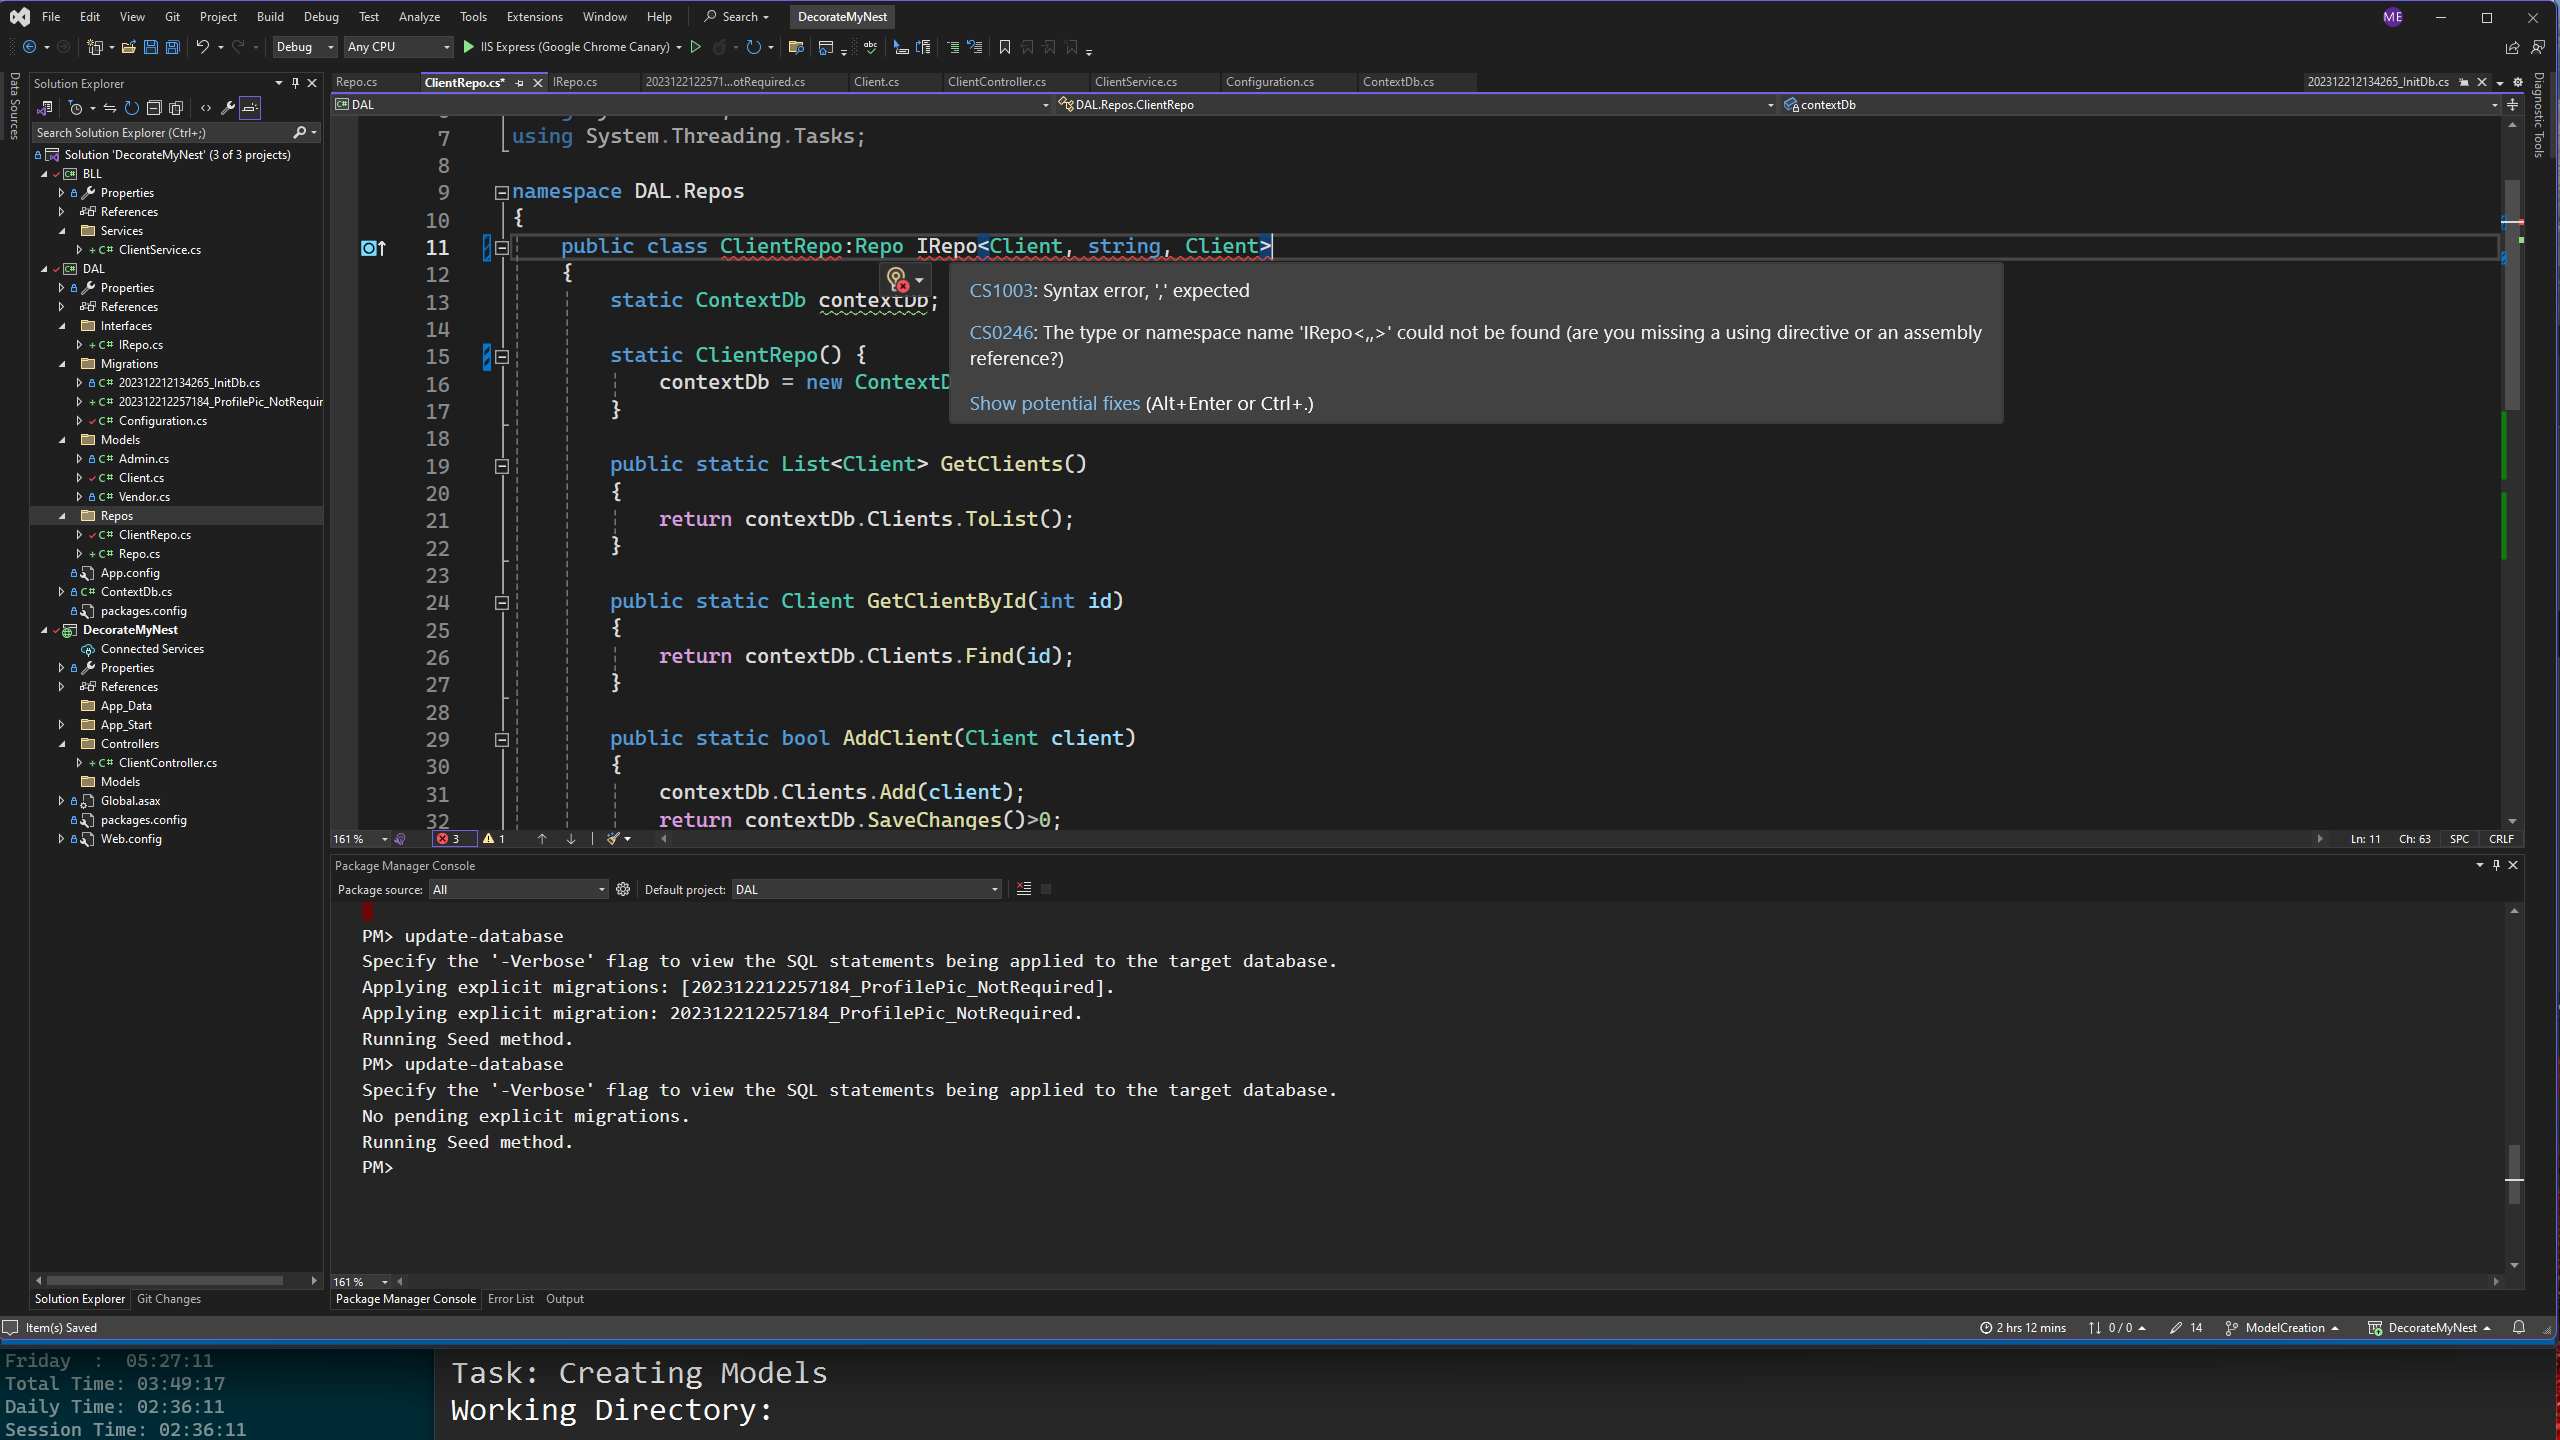 File Edit View Git Project Build Debug Test Analyze Tools Extensions Window Help Search DecorateMyNest ME
Debug Any CPU IIS Express (Google Chrome Canary)
Data Sources
Solution Explorer
Search Solution Explorer (Ctrl+;)
Solution 'DecorateMyNest' (3 of 3 projects)
BLL
Properties
References
Services
C# ClientService.cs
DAL
Properties
References
Interfaces
C# IRepo.cs
Migrations
C# 202312212134265_InitDb.cs
C# 202312212257184_ProfilePic_NotRequir
C# Configuration.cs
Models
C# Admin.cs
C# Client.cs
C# Vendor.cs
Repos
C# ClientRepo.cs
C# Repo.cs
App.config
C# ContextDb.cs
packages.config
DecorateMyNest
Connected Services
Properties
References
App_Data
App_Start
Controllers
C# ClientController.cs
Models
Global.asax
packages.config
Web.config
Solution Explorer Git Changes
Repo.cs ClientRepo.cs* IRepo.cs 2023122122571...otRequired.cs Client.cs ClientController.cs ClientService.cs Configuration.cs ContextDb.cs 202312212134265_InitDb.cs
C# DAL DAL.Repos.ClientRepo contextDb
7 using System.Threading.Tasks;
8
9 namespace DAL.Repos
10 {
11 public class ClientRepo:Repo IRepo<Client, string, Client>
12 {
13 static ContextDb contextDb;
14
15 static ClientRepo() {
16 contextDb = new ContextD
17 }
18
19 public static List<Client> GetClients()
20 {
21 return contextDb.Clients.ToList();
22 }
23
24 public static Client GetClientById(int id)
25 {
26 return contextDb.Clients.Find(id);
27 }
28
29 public static bool AddClient(Client client)
30 {
31 contextDb.Clients.Add(client);
32 return contextDb.SaveChanges()>0;
CS1003: Syntax error, ',' expected
CS0246: The type or namespace name 'IRepo<,,>' could not be found (are you missing a using directive or an assembly
reference?)
Show potential fixes (Alt+Enter or Ctrl+.)
Diagnostic Tools
161 % 3 1 Ln: 11 Ch: 63 SPC CRLF
Package Manager Console
Package source: All Default project: DAL
PM> update-database
Specify the '-Verbose' flag to view the SQL statements being applied to the target database.
Applying explicit migrations: [202312212257184_ProfilePic_NotRequired].
Applying explicit migration: 202312212257184_ProfilePic_NotRequired.
Running Seed method.
PM> update-database
Specify the '-Verbose' flag to view the SQL statements being applied to the target database.
No pending explicit migrations.
Running Seed method.
PM>
161 %
Package Manager Console Error List Output
Item(s) Saved 2 hrs 12 mins 0 / 0 14 ModelCreation DecorateMyNest
Friday : 05:27:11
Total Time: 03:49:17
Daily Time: 02:36:11
Session Time: 02:36:11
Task: Creating Models
Working Directory: